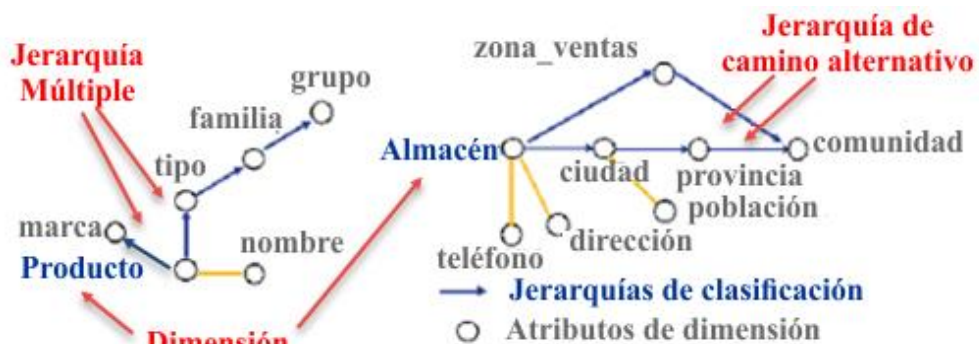 Jerarquía
Múltiple
grupo
familia
tipo
marca
nombre
Producto
Dimensión
zona_ventas
Jerarquía de
camino alternativo
Almacén
ciudad
provincia
comunidad
población
dirección
teléfono
Jerarquías de clasificación
Atributos de dimensión